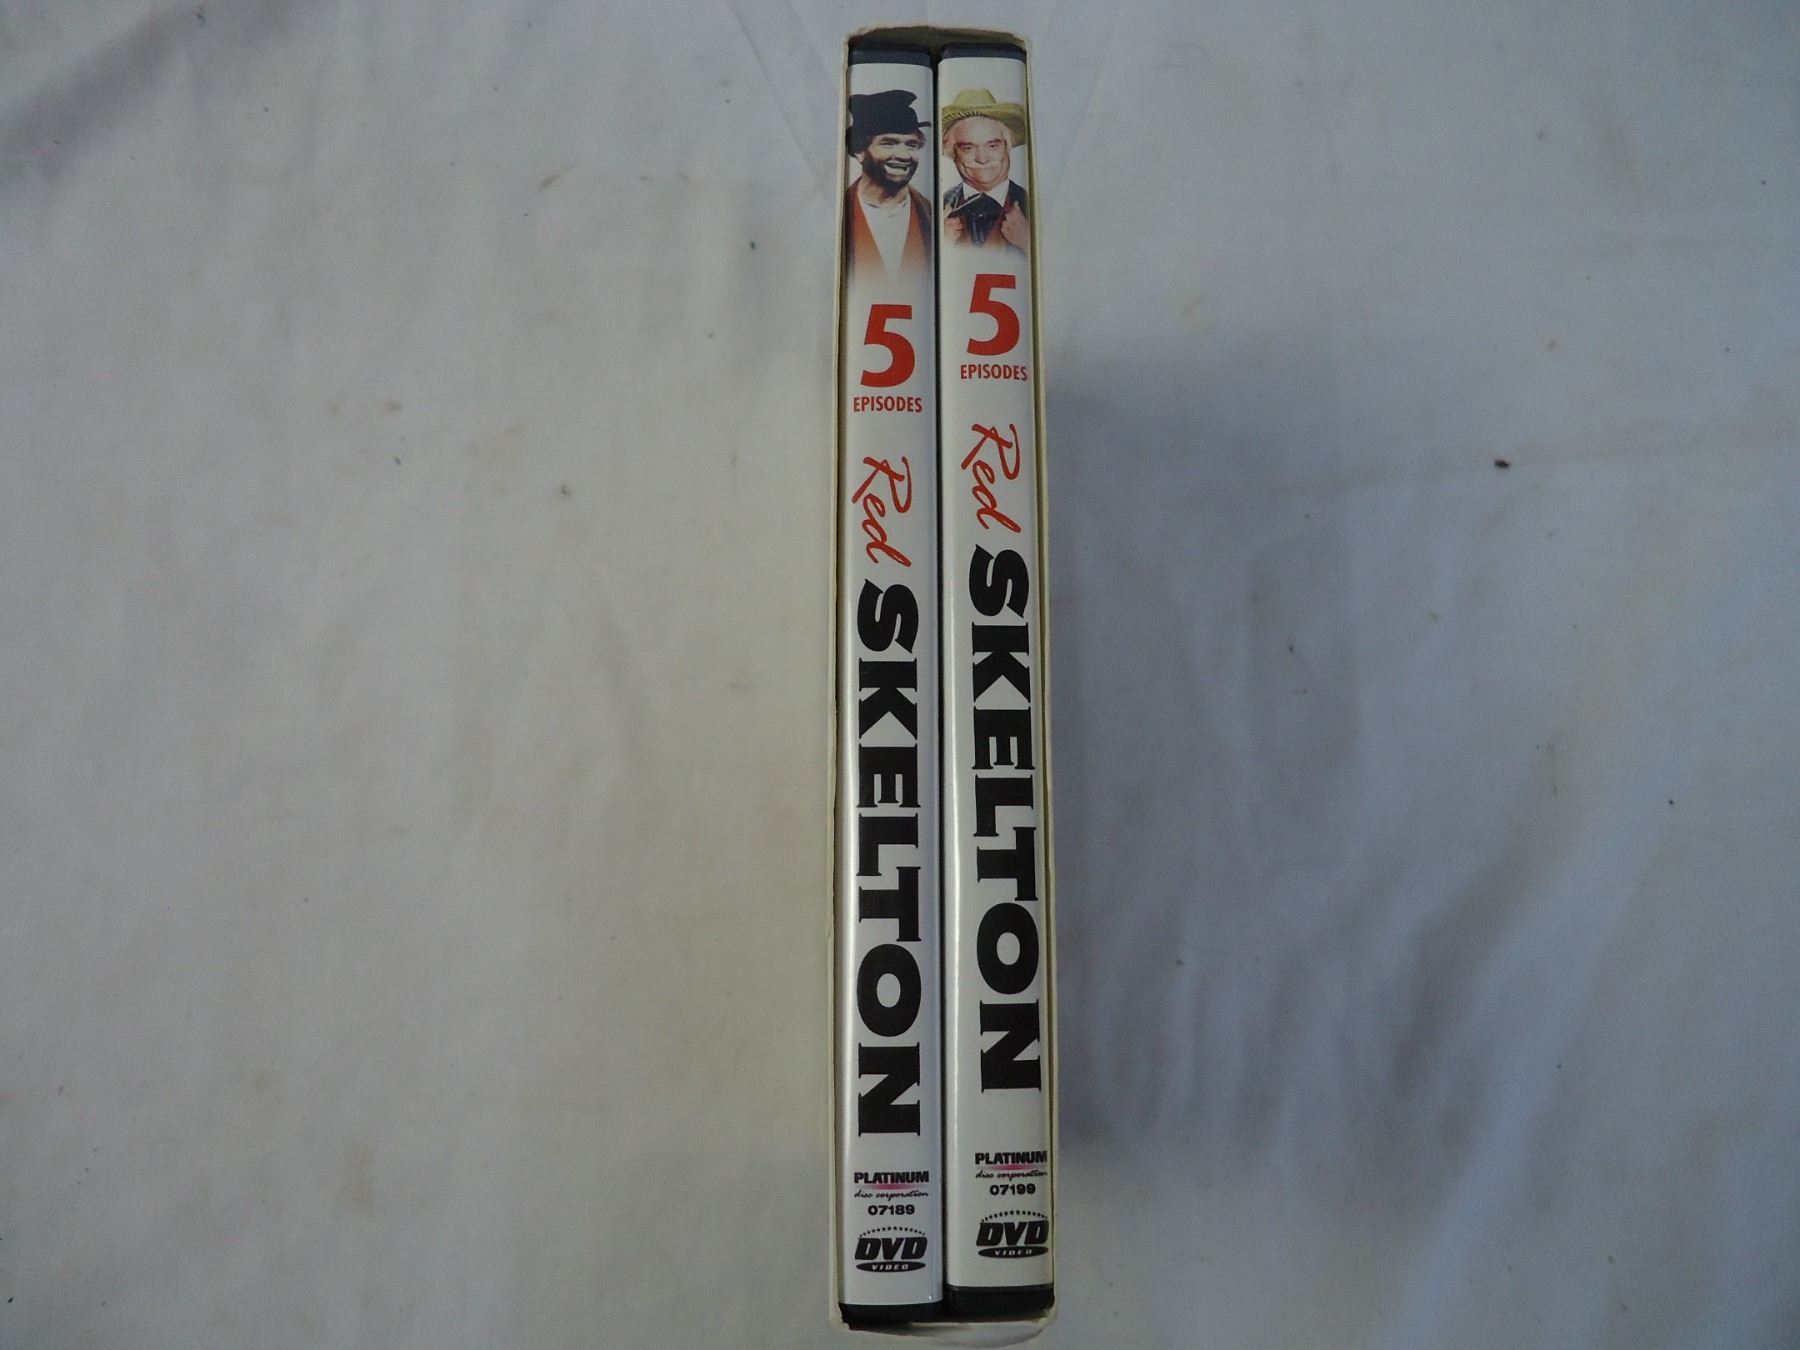 5
EPISODES
Red
SKELTON
PLATINUM
disc corporation
07189
DVD
VIDEO
5
EPISODES
Red
SKELTON
PLATINUM
disc corporation
07199
DVD
VIDEO